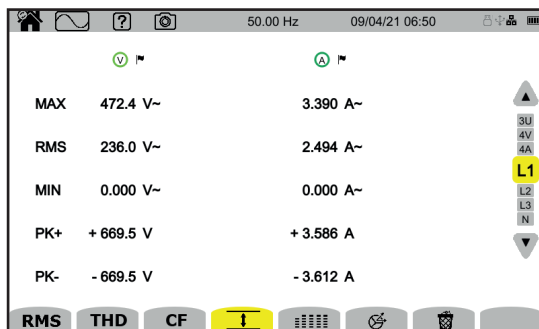 ? 50.00 Hz 09/04/21 06:50
V A
MAX 472.4 V~ 3.390 A~
3U
4V
RMS 236.0 V~ 2.494 A~ 4A
L1
MIN 0.000 V~ 0.000 A~ L2
L3
N
PK+ + 669.5 V + 3.586 A
PK- - 669.5 V - 3.612 A
RMS THD CF